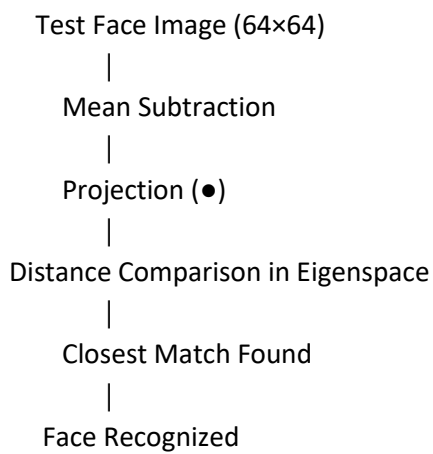 Test Face Image (64×64)
|
Mean Subtraction
|
Projection (●)
|
Distance Comparison in Eigenspace
|
Closest Match Found
|
Face Recognized